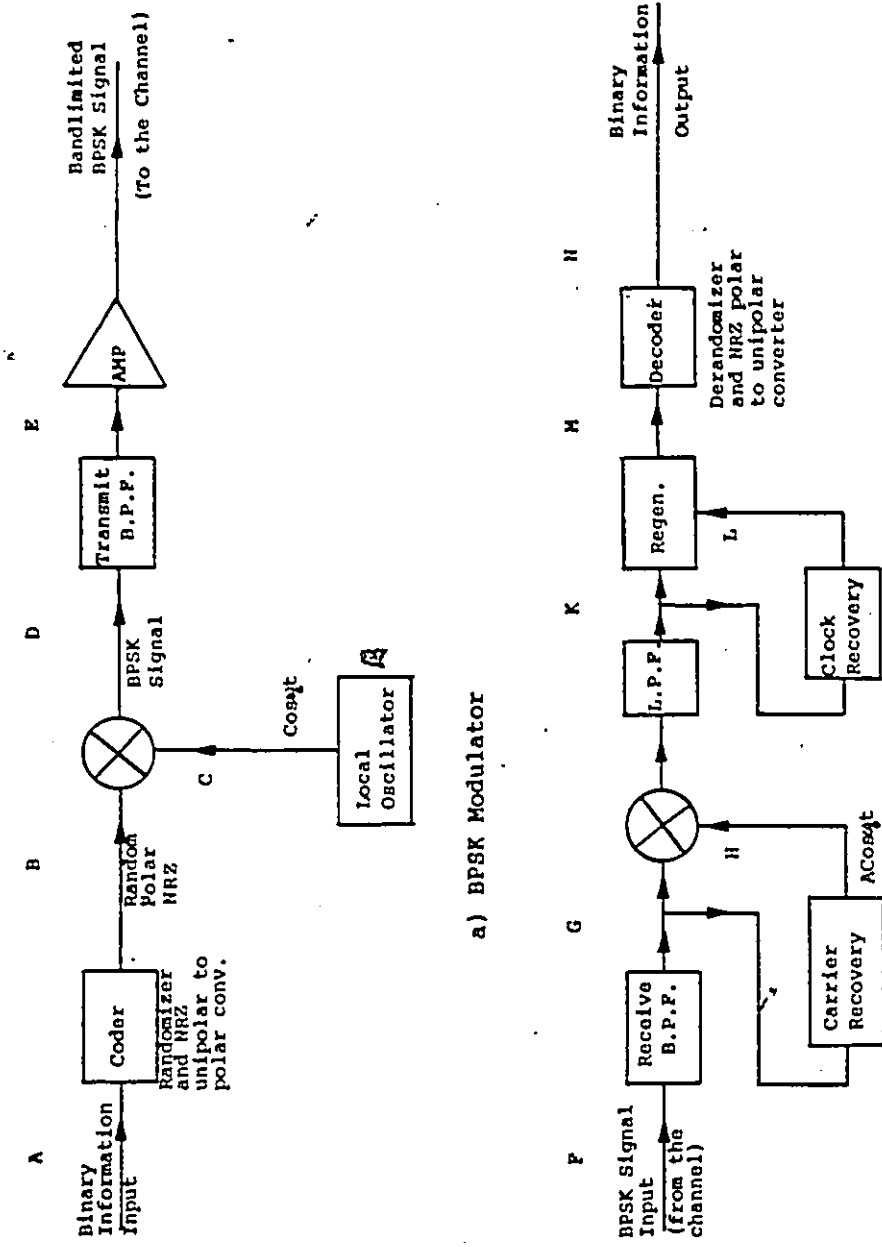 A
B
D
E
Binary
Information
Input
Coder
Randomizer
and NRZ
unipolar to
polar conv.
Random
Polar
NRZ
C
Local
Oscillator
BPSK
Signal
Transmit
B.P.F.
AMP
Bandlimited
BPSK Signal
(To the Channel)
a) BPSK Modulator
F
G
K
M
N
BPSK Signal
Input
(from the
channel)
Receive
B.P.F.
Carrier
Recovery
H
L.P.F.
Clock
Recovery
L
Regen.
Decoder
Derandomizer
and NRZ polar
to unipolar
converter
Binary
Information
Output